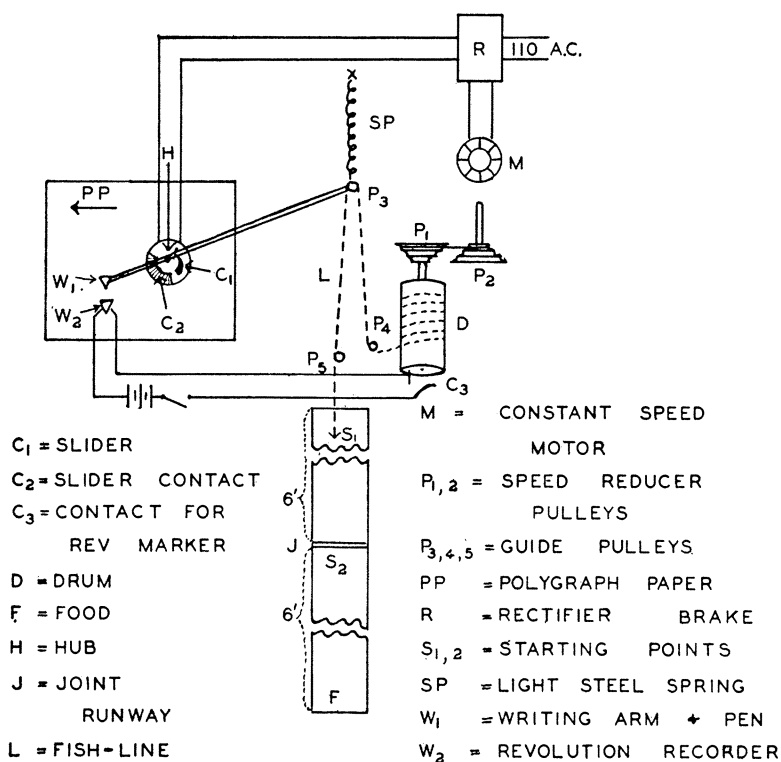 R
110 A.C.
SP
M
H
PP
P3
P1
P2
C1
L
W1
C2
W2
P4
D
P5
C3
S1
6'
J
S2
6'
F
C1 = SLIDER
C2 = SLIDER CONTACT
C3 = CONTACT FOR
REV MARKER
D = DRUM
F = FOOD
H = HUB
J = JOINT
RUNWAY
L = FISH-LINE
M = CONSTANT SPEED
MOTOR
P1,2 = SPEED REDUCER
PULLEYS
P3,4,5 = GUIDE PULLEYS
PP = POLYGRAPH PAPER
R = RECTIFIER BRAKE
S1,2 = STARTING POINTS
SP = LIGHT STEEL SPRING
W1 = WRITING ARM + PEN
W2 = REVOLUTION RECORDER